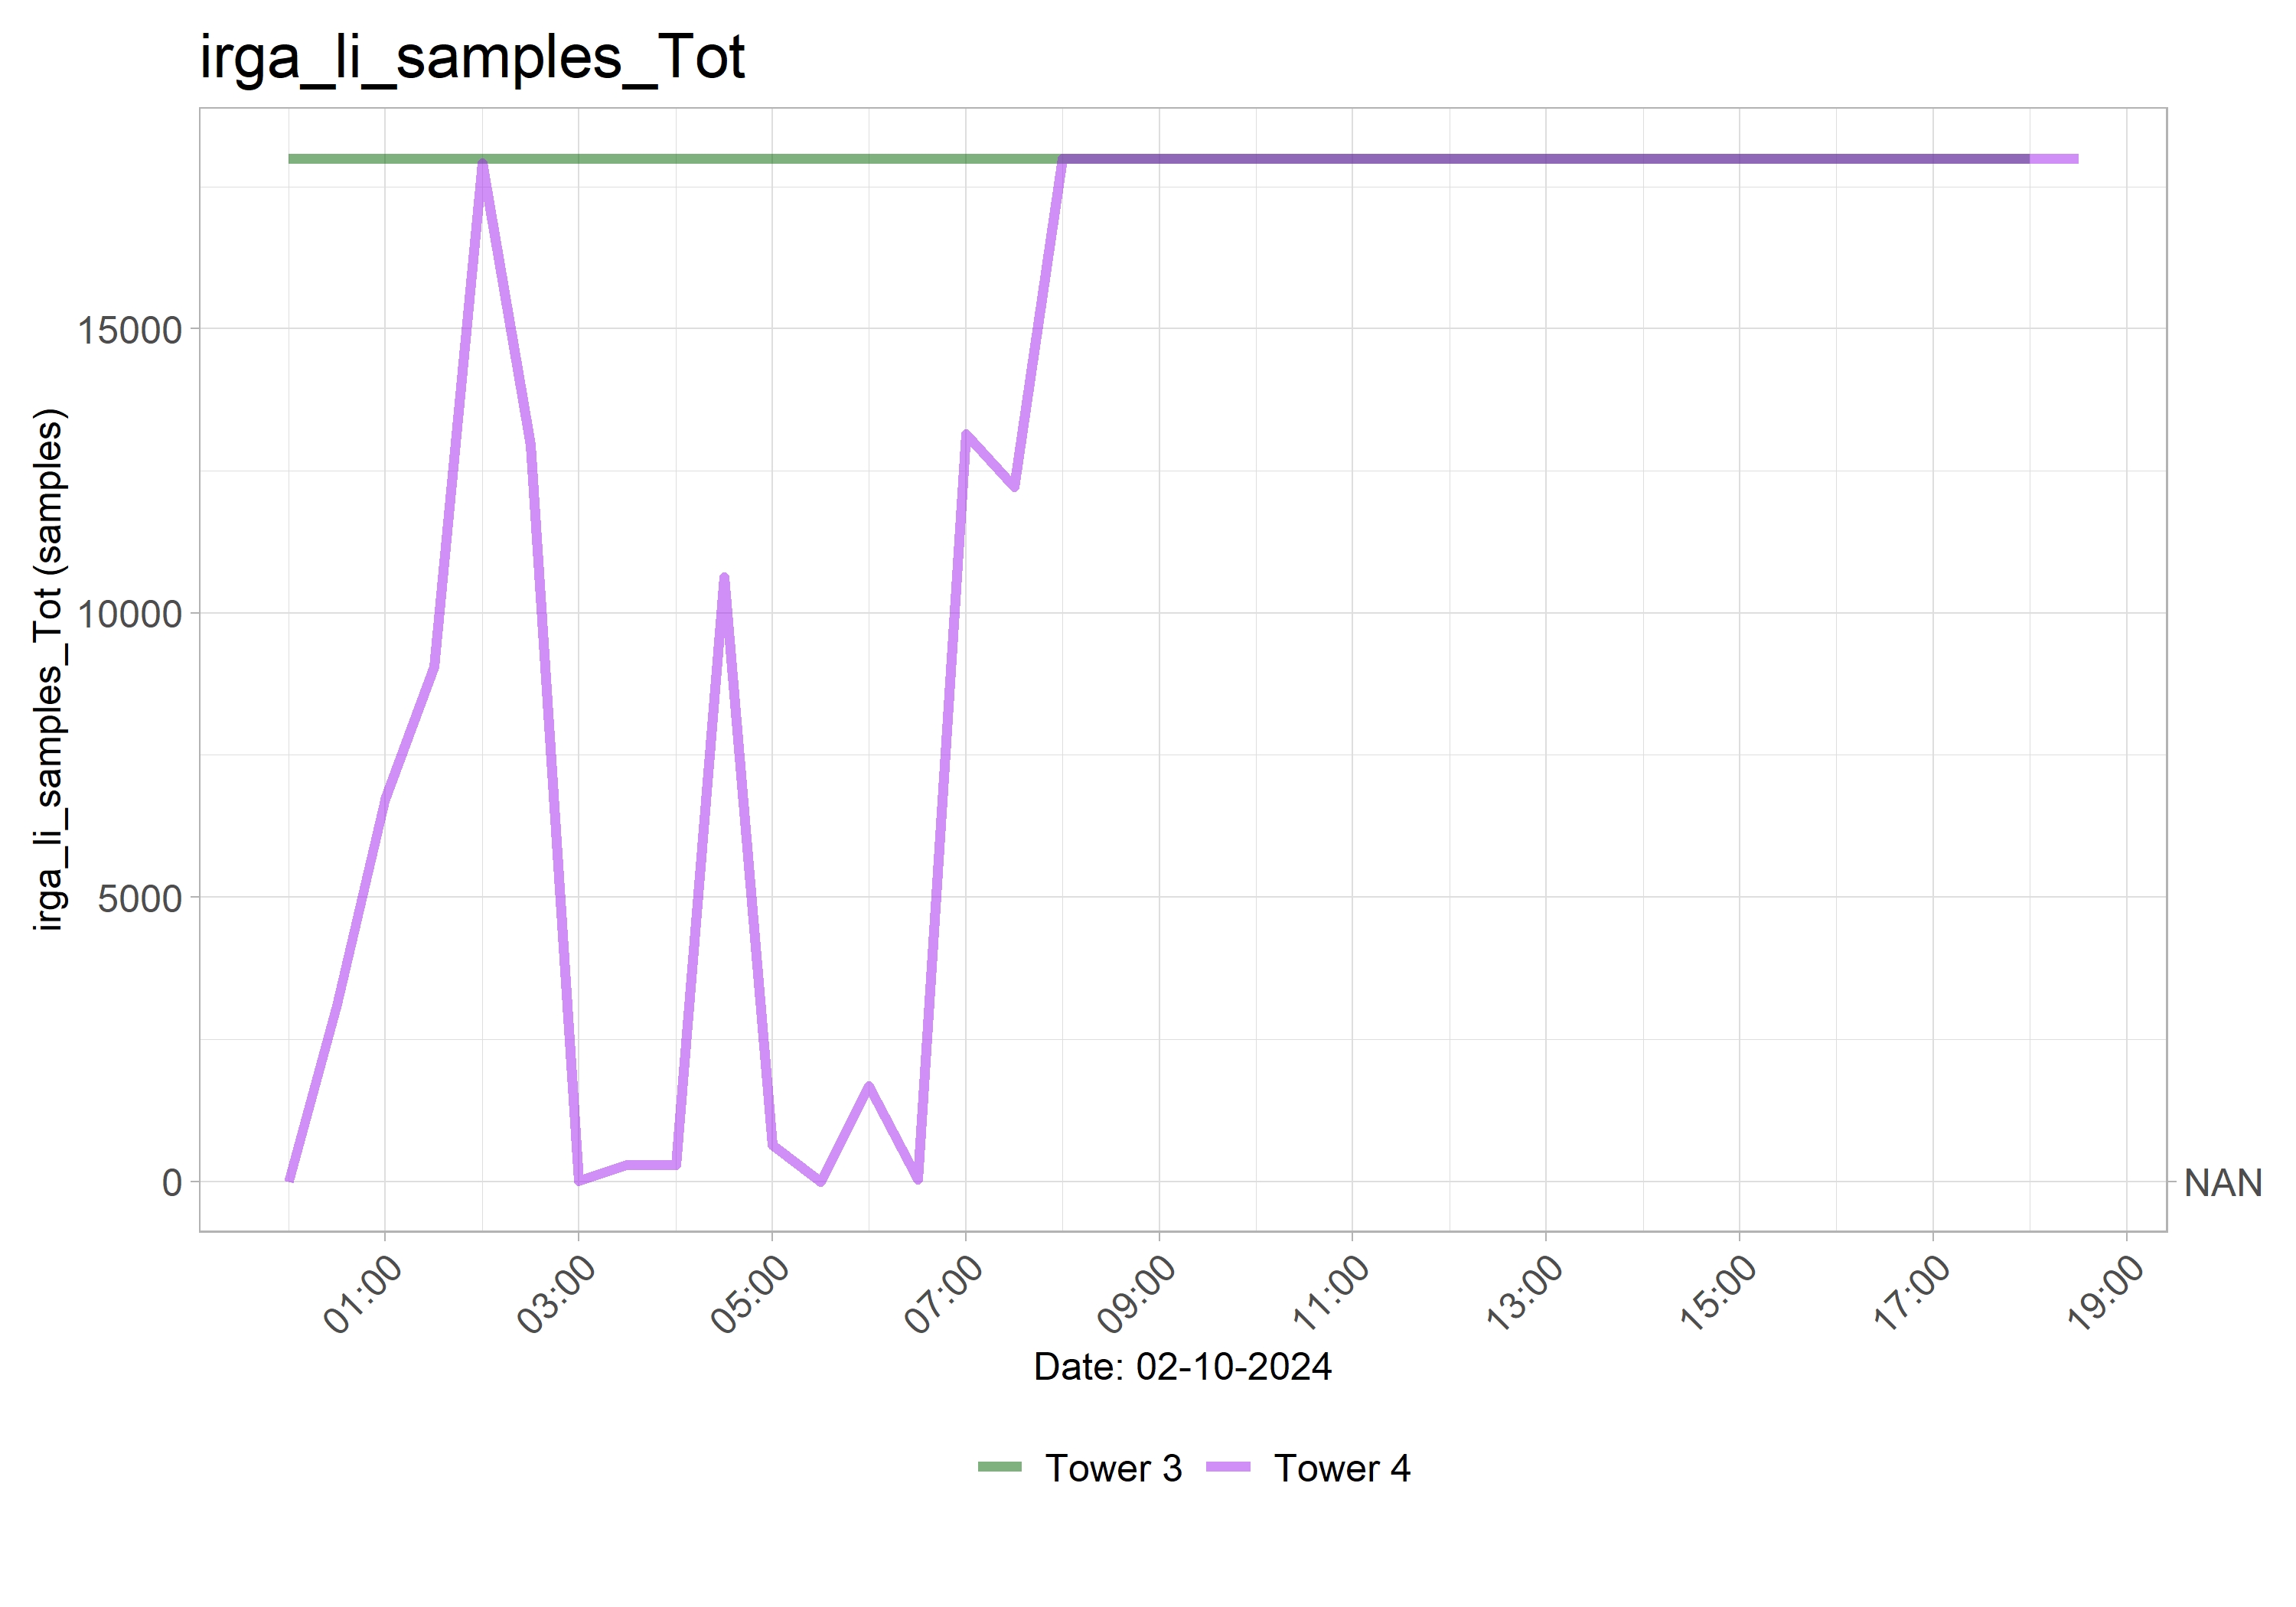 irga_li_samples_Tot
irga_li_samples_Tot (samples)
15000
10000
5000
0
NAN
01:00
03:00
05:00
07:00
09:00
11:00
13:00
15:00
17:00
19:00
Date: 02-10-2024
Tower 3
Tower 4